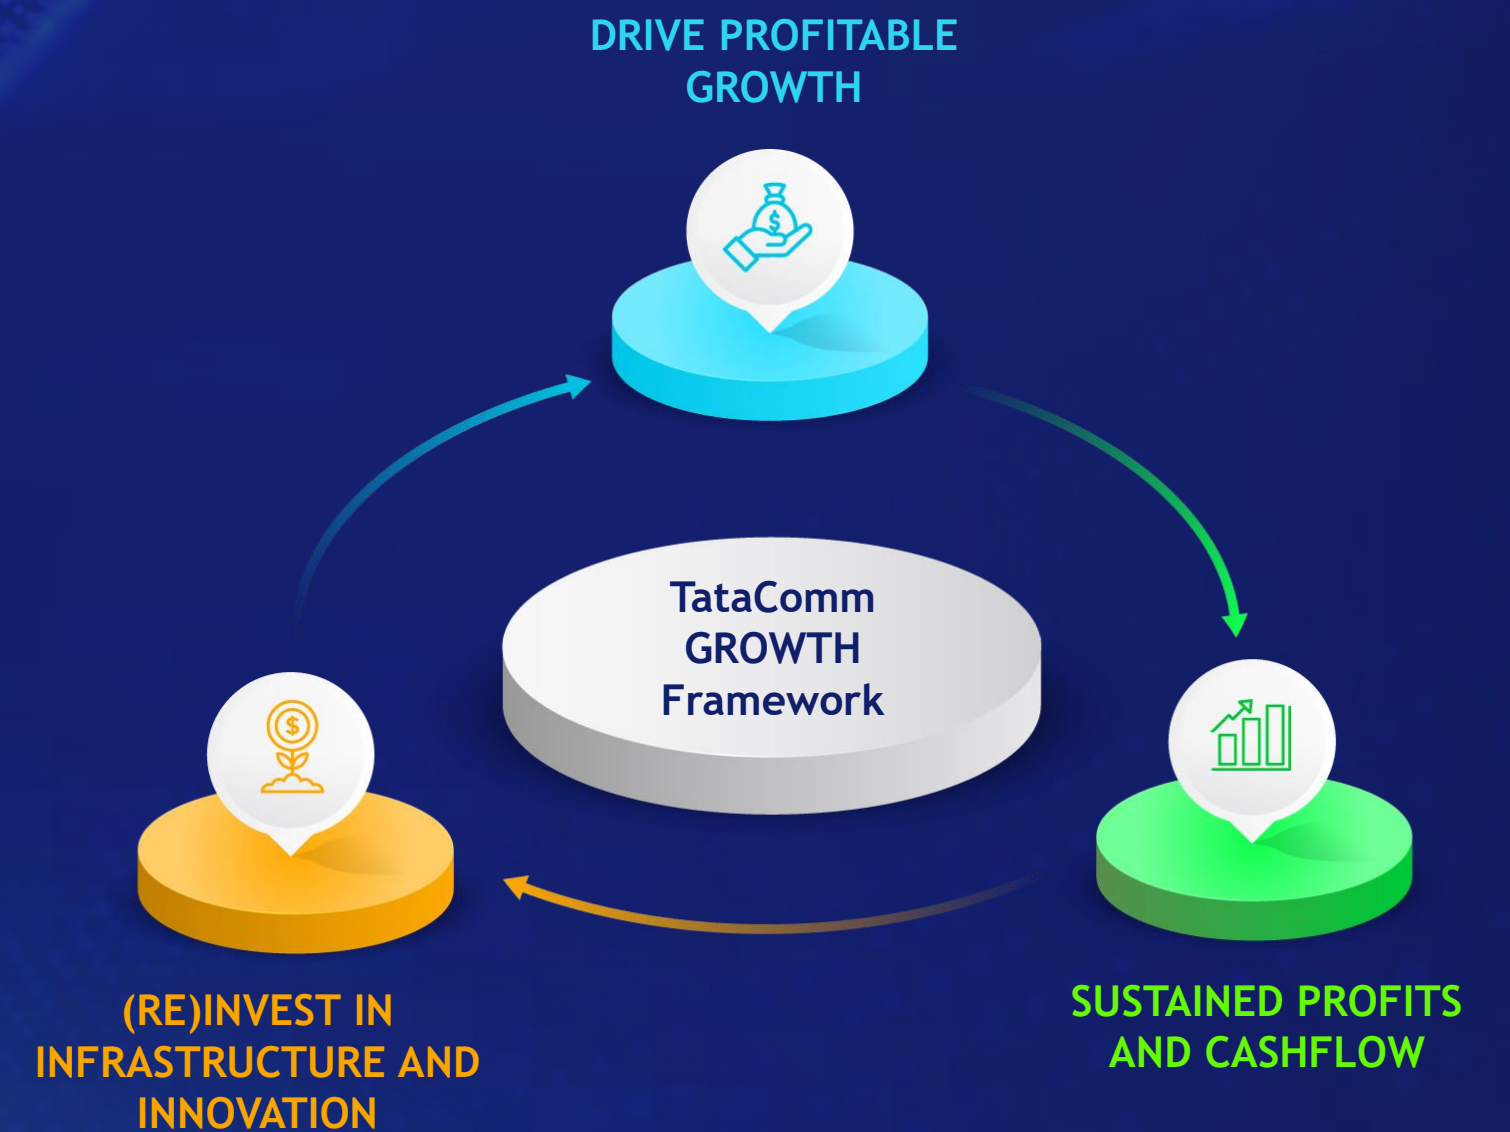 DRIVE PROFITABLE
GROWTH
$
TataComm
GROWTH
Framework
$
(RE)INVEST IN
INFRASTRUCTURE AND
INNOVATION
SUSTAINED PROFITS
AND CASHFLOW